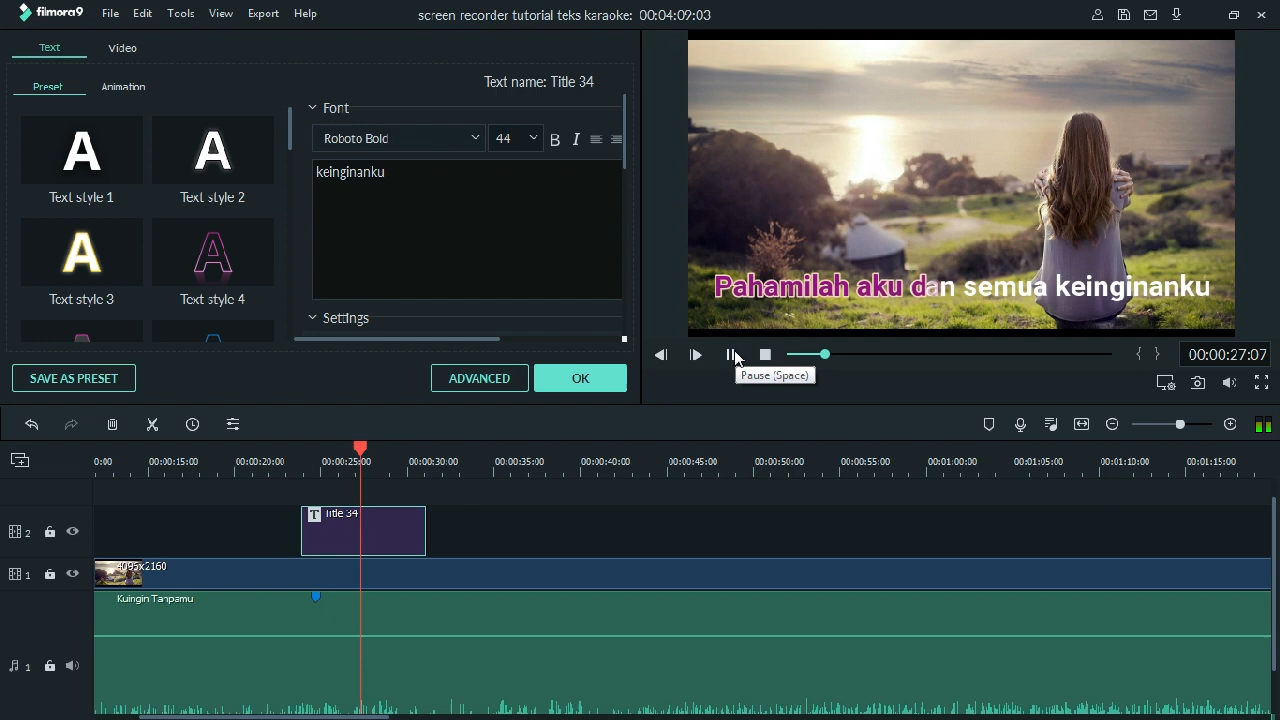 filmora9
File Edit Tools View Export Help
screen recorder tutorial teks karaoke: 00:04:09:03
Text Video
Preset Animation
Text name: Title 34
Font
Roboto Bold 44 B I
keinginanku
A A
Text style 1 Text style 2
A A
Text style 3 Text style 4
Settings
SAVE AS PRESET ADVANCED OK
Pahamilah aku dan semua keinginanku
{ } 00:00:27:07
Pause (Space)
0:00 00:00:15:00 00:00:20:00 00:00:25:00 00:00:30:00 00:00:35:00 00:00:40:00 00:00:45:00 00:00:50:00 00:00:55:00 00:01:00:00 00:01:05:00 00:01:10:00 00:01:15:00
2 T Title 34
1 4096x2160
Kuingin Tanpamu
1